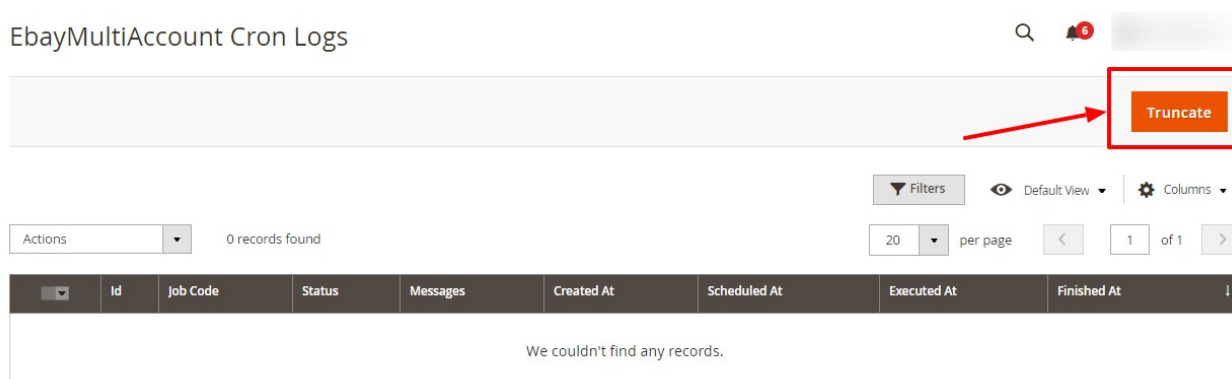 EbayMultiAccount Cron Logs
6
Truncate
Filters Default View Columns
Actions 0 records found 20 per page 1 of 1
Id Job Code Status Messages Created At Scheduled At Executed At Finished At
We couldn't find any records.